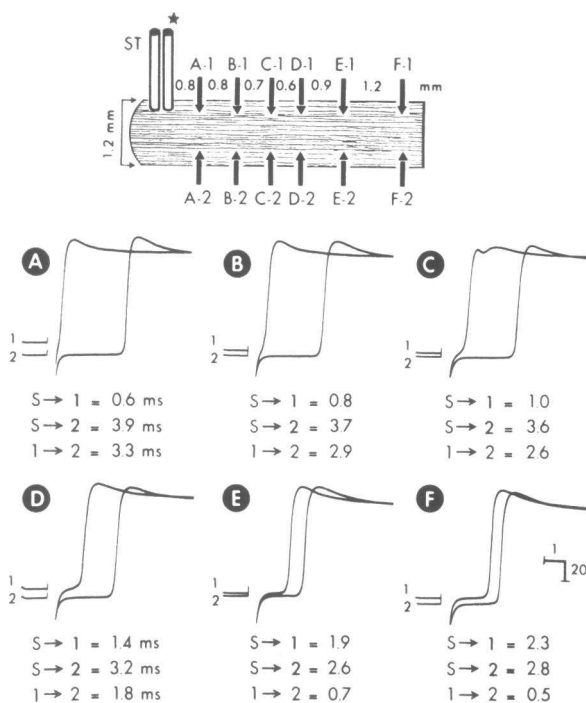 ST ★
A-1 B-1 C-1 D-1 E-1 F-1
0.8 0.8 0.7 0.6 0.9 1.2 mm
1.2 mm
A-2 B-2 C-2 D-2 E-2 F-2
A B C
1 1 1
2 2 2
S→ 1 = 0.6 ms S→ 1 = 0.8 S→ 1 = 1.0
S→ 2 = 3.9 ms S→ 2 = 3.7 S→ 2 = 3.6
1→ 2 = 3.3 ms 1→ 2 = 2.9 1→ 2 = 2.6
D E F
1
20
1 1 1
2 2 2
S→ 1 = 1.4 ms S→ 1 = 1.9 S→ 1 = 2.3
S→ 2 = 3.2 ms S→ 2 = 2.6 S→ 2 = 2.8
1→ 2 = 1.8 ms 1→ 2 = 0.7 1→ 2 = 0.5